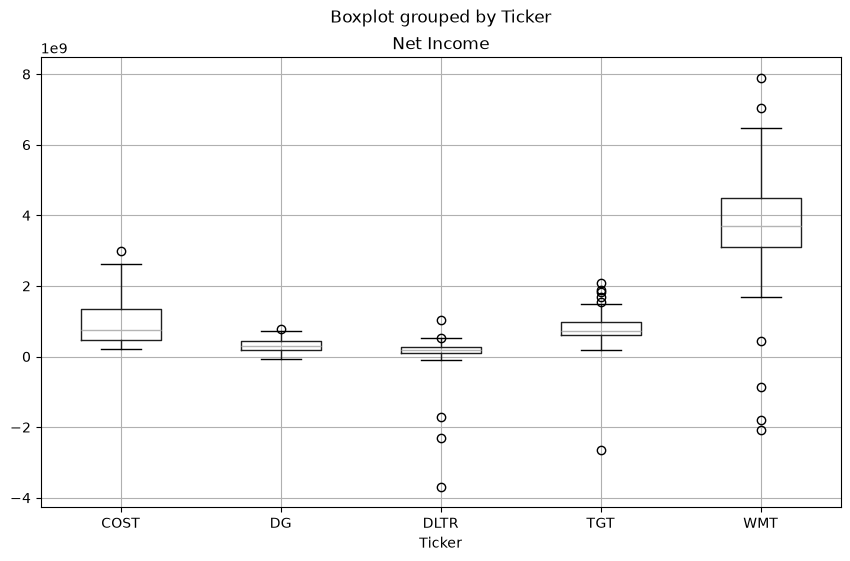 Boxplot grouped by Ticker
Net Income
1e9
8
6
4
2
0
−2
−4
COST DG DLTR TGT WMT
Ticker